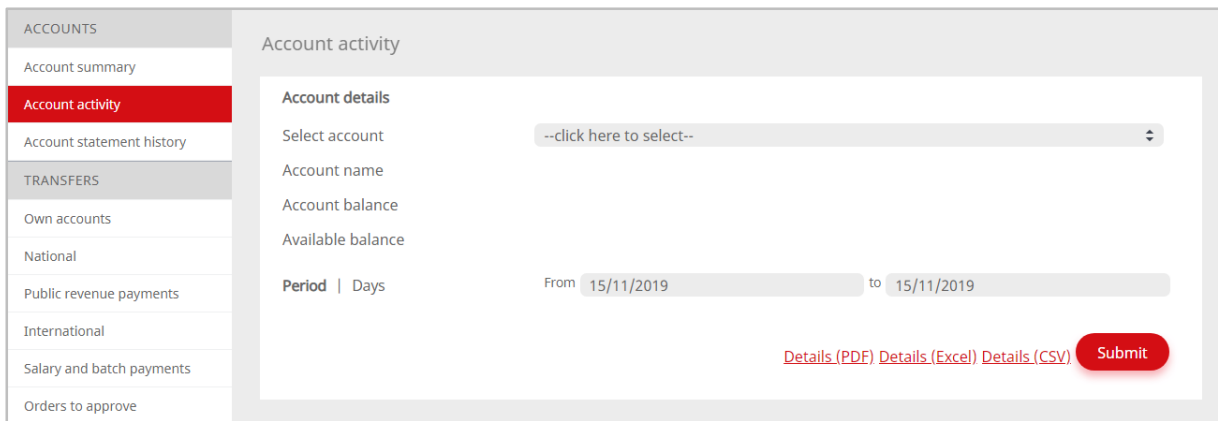 ACCOUNTS
Account summary
Account activity
Account statement history
TRANSFERS
Own accounts
National
Public revenue payments
International
Salary and batch payments
Orders to approve
Account activity
Account details
Select account --click here to select--
Account name
Account balance
Available balance
Period | Days From 15/11/2019 to 15/11/2019
Details (PDF) Details (Excel) Details (CSV) Submit